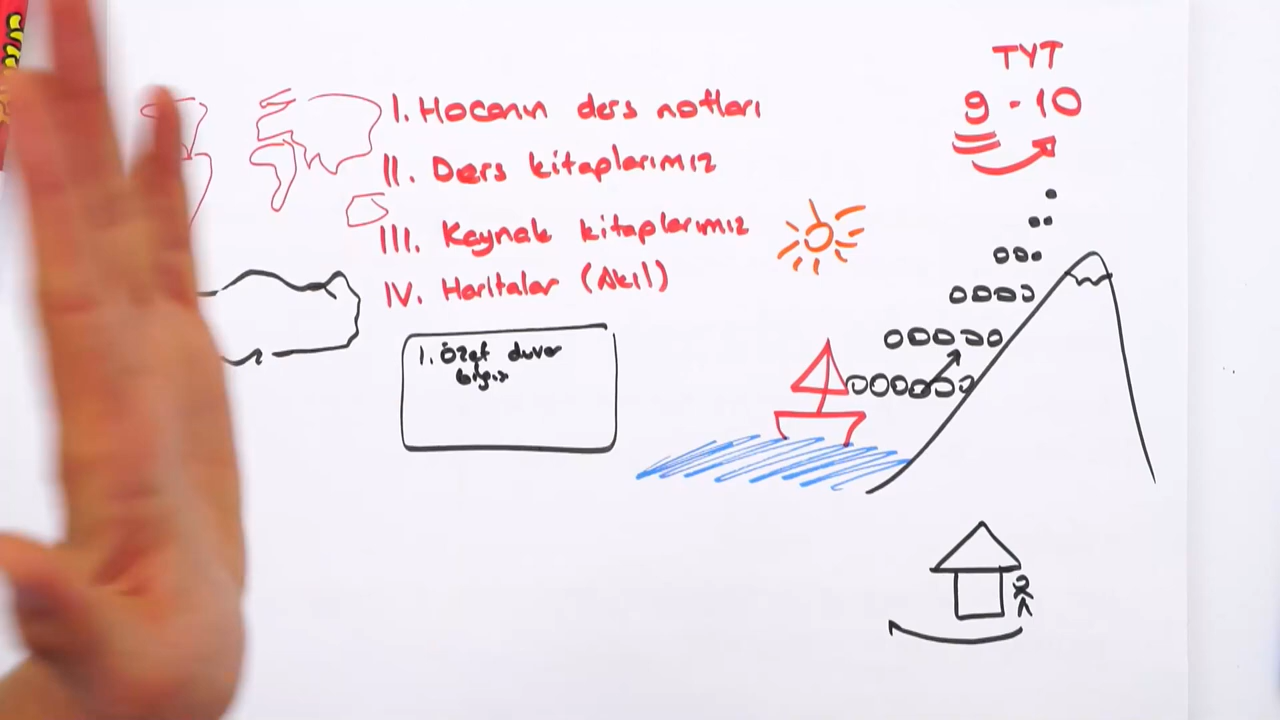 TYT
9 - 10
I. Hocanın ders notları
II. Ders kitaplarımız
III. Kaynak kitaplarımız
IV. Haritalar (Akıl)
1. Özet duvar